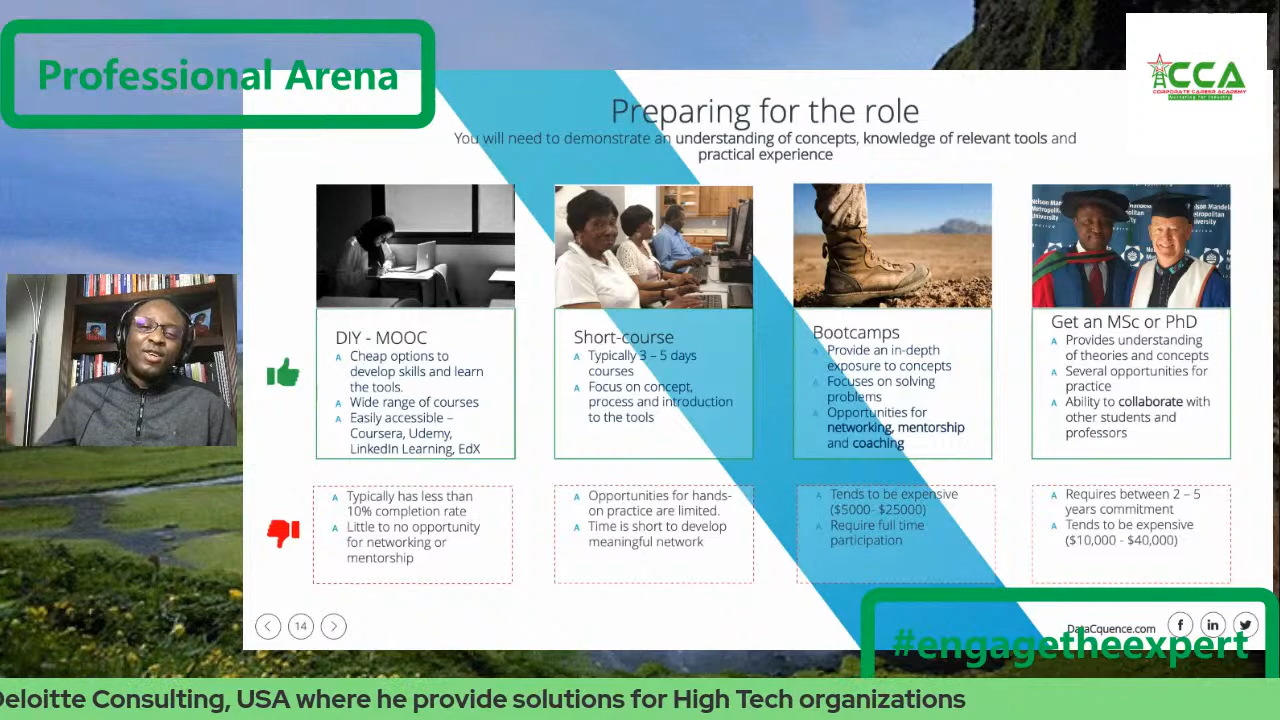 Professional Arena
CCA
CORPORATE CAREER ACADEMY
Nurturing for Industry
Preparing for the role
You will need to demonstrate an understanding of concepts, knowledge of relevant tools and
practical experience
DIY - MOOC
A Cheap options to
develop skills and learn
the tools.
A Wide range of courses
A Easily accessible –
Coursera, Udemy,
LinkedIn Learning, EdX
A Typically has less than
10% completion rate
A Little to no opportunity
for networking or
mentorship
Short-course
A Typically 3 – 5 days
courses
A Focus on concept,
process and introduction
to the tools
A Opportunities for hands-
on practice are limited.
A Time is short to develop
meaningful network
Bootcamps
A Provide an in-depth
exposure to concepts
A Focuses on solving
problems
A Opportunities for
networking, mentorship
and coaching
A Tends to be expensive
($5000- $25000)
A Require full time
participation
Get an MSc or PhD
A Provides understanding
of theories and concepts
A Several opportunities for
practice
A Ability to collaborate with
other students and
professors
A Requires between 2 – 5
years commitment
A Tends to be expensive
($10,000 - $40,000)
14
DataCquence.com
#engagetheexpert
Deloitte Consulting, USA where he provide solutions for High Tech organizations